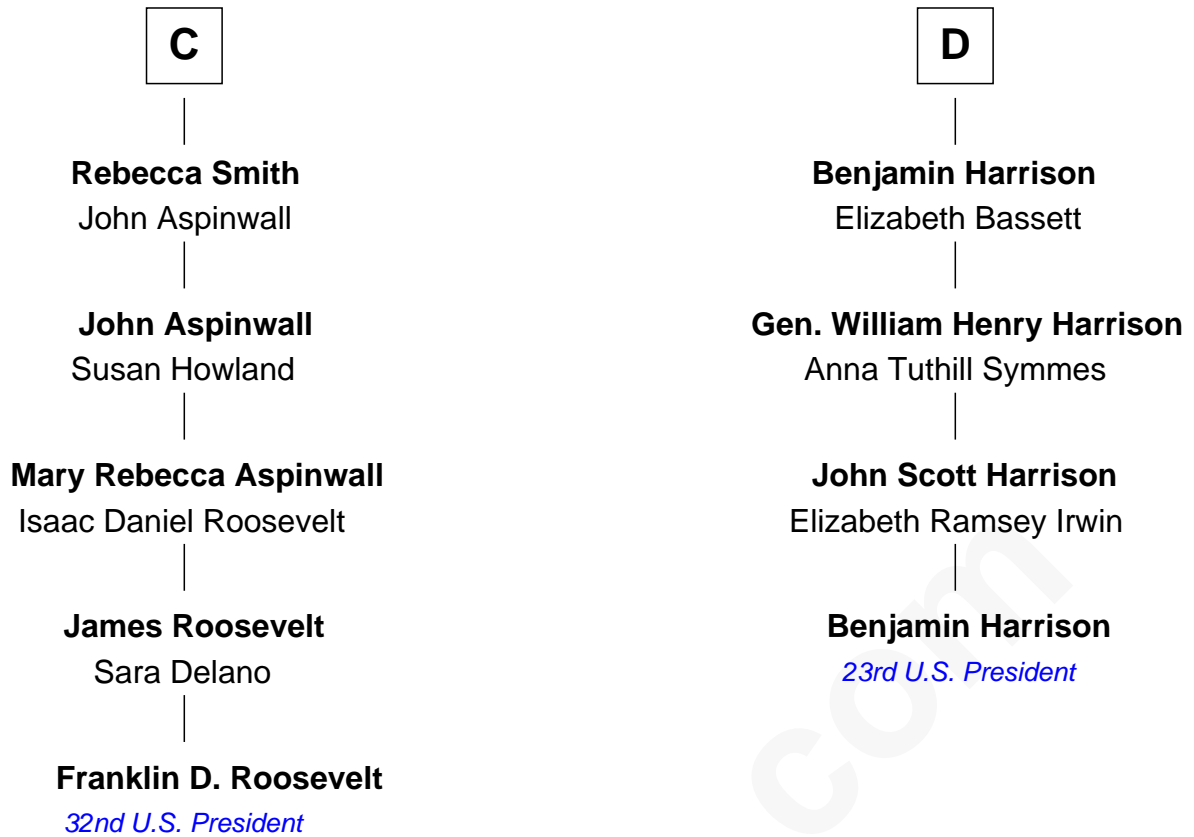 C
Rebecca Smith
John Aspinwall
John Aspinwall
Susan Howland
Mary Rebecca Aspinwall
Isaac Daniel Roosevelt
James Roosevelt
Sara Delano
Franklin D. Roosevelt
32nd U.S. President
D
Benjamin Harrison
Elizabeth Bassett
Gen. William Henry Harrison
Anna Tuthill Symmes
John Scott Harrison
Elizabeth Ramsey Irwin
Benjamin Harrison
23rd U.S. President
com